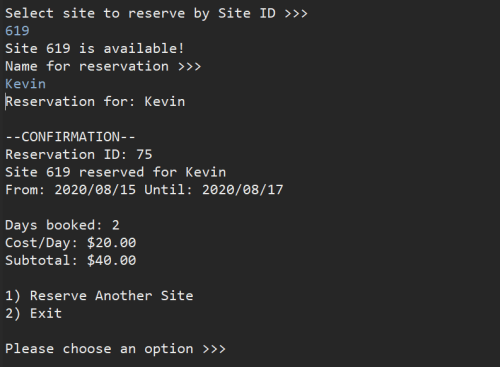 Select site to reserve by Site ID >>>
619
Site 619 is available!
Name for reservation >>>
Kevin
Reservation for: Kevin
--CONFIRMATION--
Reservation ID: 75
Site 619 reserved for Kevin
From: 2020/08/15 Until: 2020/08/17
Days booked: 2
Cost/Day: $20.00
Subtotal: $40.00
1) Reserve Another Site
2) Exit
Please choose an option >>>